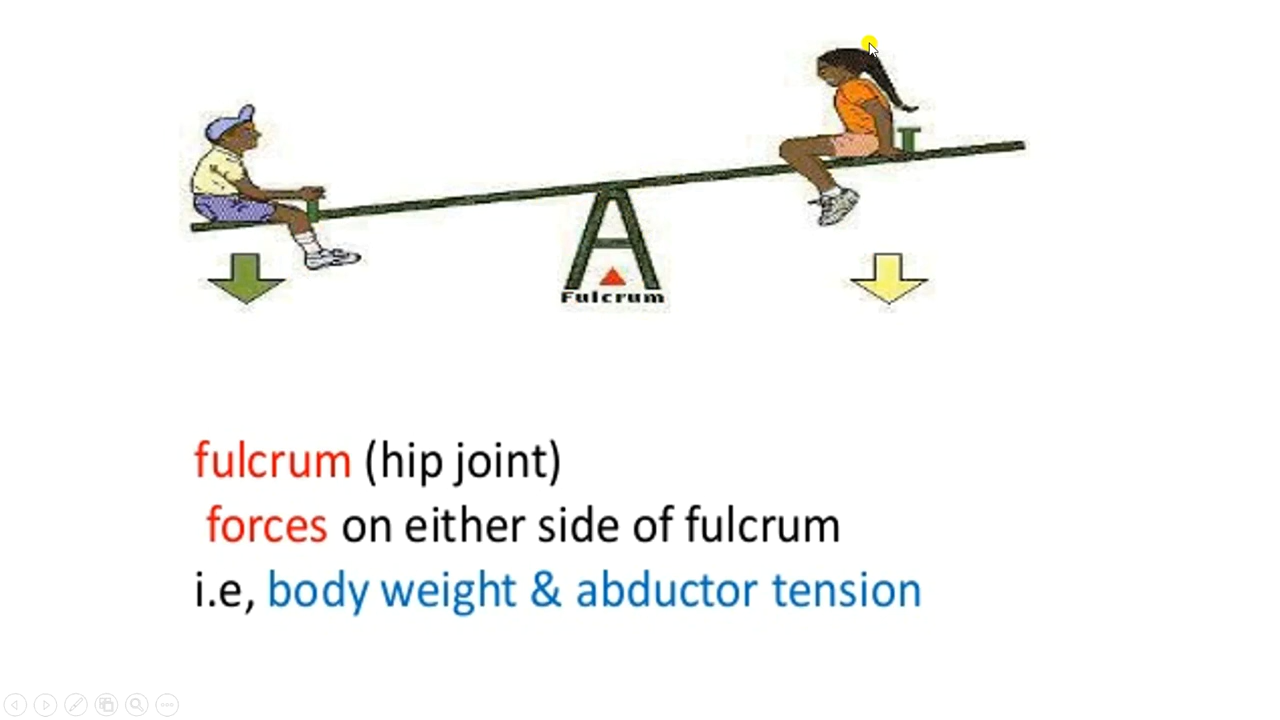 Fulcrum
fulcrum (hip joint)
forces on either side of fulcrum
i.e, body weight & abductor tension